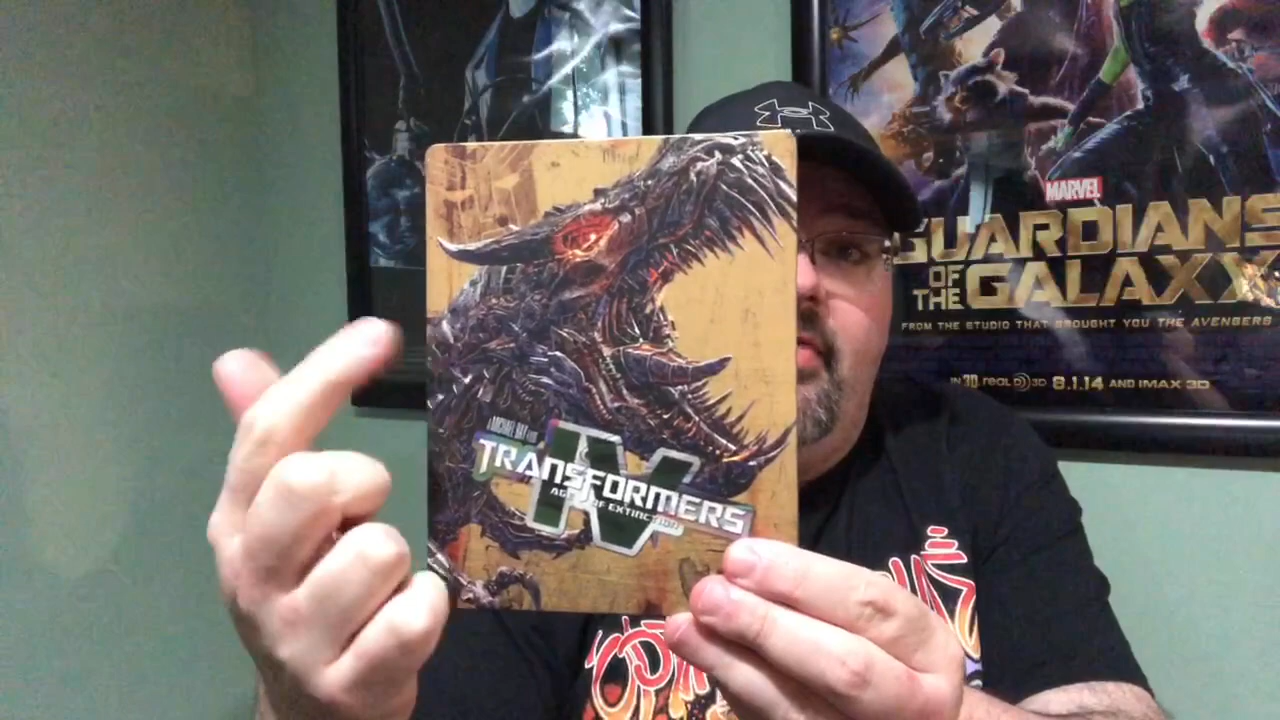 A MICHAEL BAY FILM
IV
TRANSFORMERS
AGE OF EXTINCTION
MARVEL
GUARDIANS
OF
THE GALAXY
FROM THE STUDIO THAT BROUGHT YOU THE AVENGERS
IN 3D, REAL D 3D 8.1.14 AND IMAX 3D